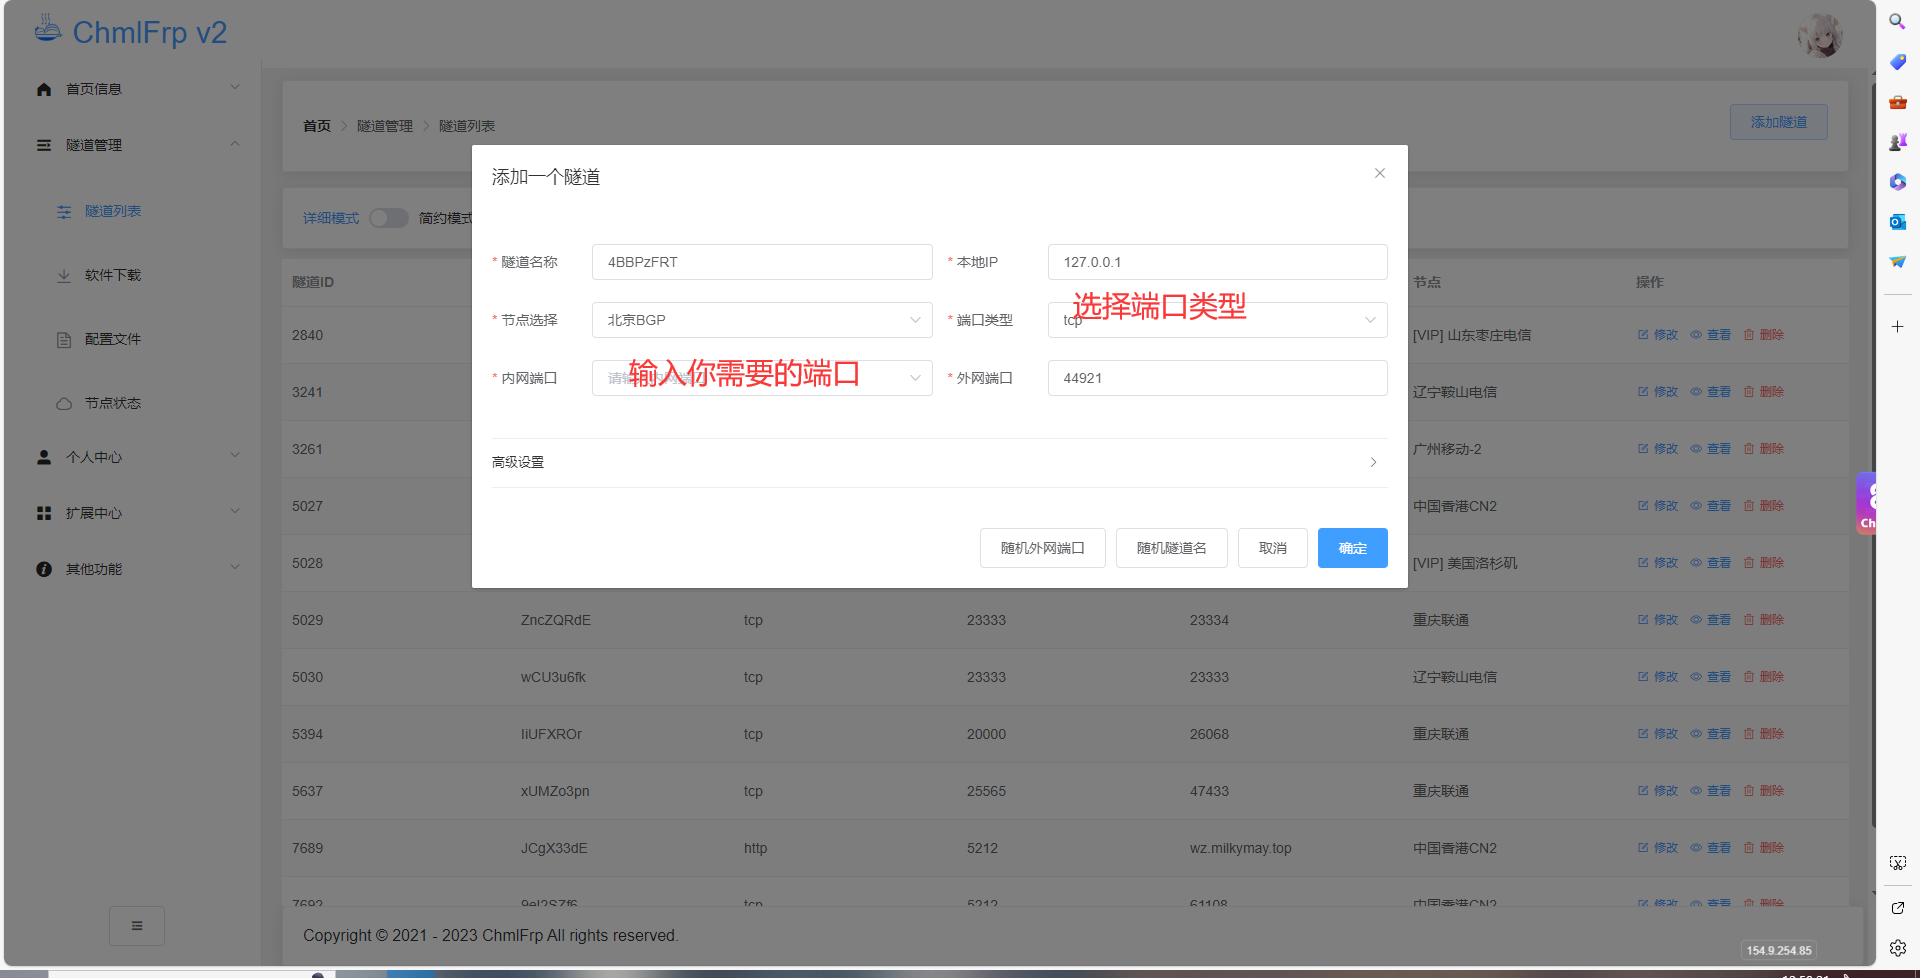 ChmlFrp v2
首页信息
隧道管理
隧道列表
软件下载
配置文件
节点状态
个人中心
扩展中心
其他功能
首页 > 隧道管理 > 隧道列表
添加隧道
详细模式 简约模式
隧道ID 节点 操作
添加一个隧道
* 隧道名称 4BBPzFRT * 本地IP 127.0.0.1
选择端口类型
* 节点选择 北京BGP * 端口类型 tcp
输入你需要的端口
* 内网端口 * 外网端口 44921
高级设置
随机外网端口 随机隧道名 取消 确定
2840 [VIP] 山东枣庄电信 修改 查看 删除
3241 辽宁鞍山电信 修改 查看 删除
3261 广州移动-2 修改 查看 删除
5027 中国香港CN2 修改 查看 删除
5028 [VIP] 美国洛杉矶 修改 查看 删除
5029 ZncZQRdE tcp 23333 23334 重庆联通 修改 查看 删除
5030 wCU3u6fk tcp 23333 23333 辽宁鞍山电信 修改 查看 删除
5394 IiUFXROr tcp 20000 26068 重庆联通 修改 查看 删除
5637 xUMZo3pn tcp 25565 47433 重庆联通 修改 查看 删除
7689 JCgX33dE http 5212 wz.milkymay.top 中国香港CN2 修改 查看 删除
7692 tcp 5212 61108 中国香港CN2 修改 查看 删除
Copyright © 2021 - 2023 ChmlFrp All rights reserved.
154.9.254.85
Ch